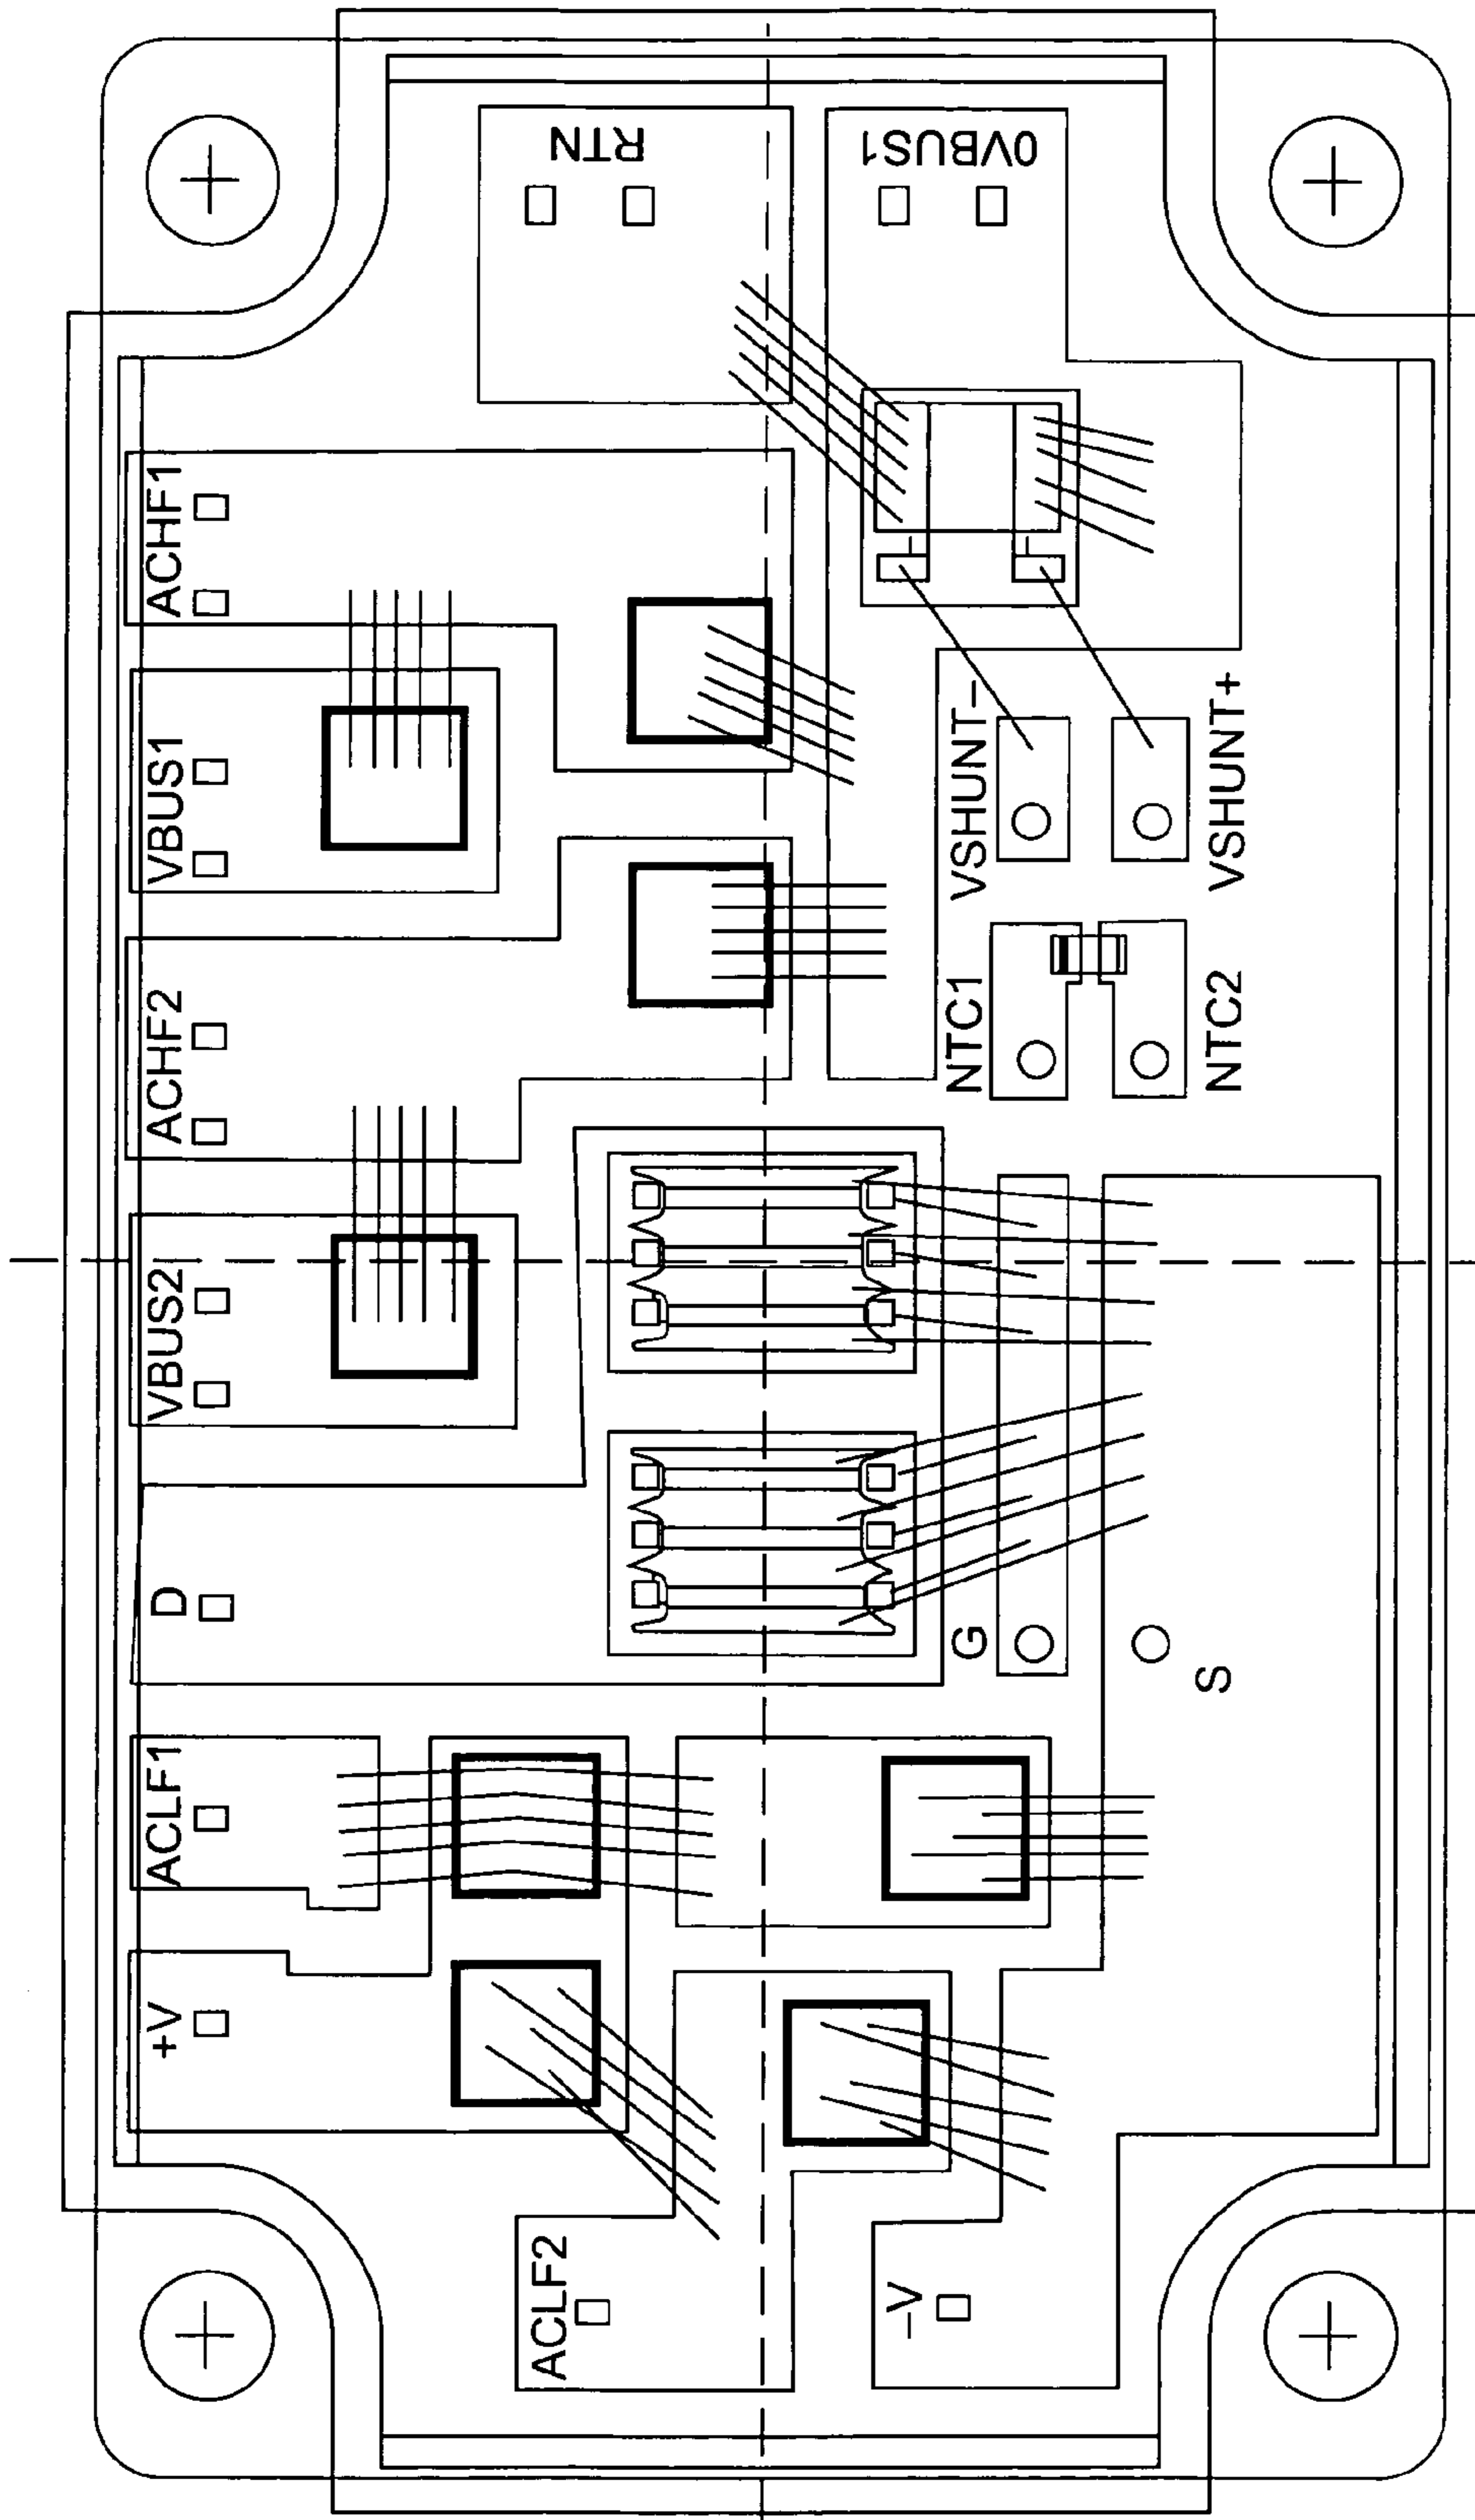 RTN
0VBUS1
ACHF1
VBUS1
VSHUNT-
VSHUNT+
ACHF2
NTC1
NTC2
VBUS2
D
G
S
ACLF1
+V
ACLF2
-V